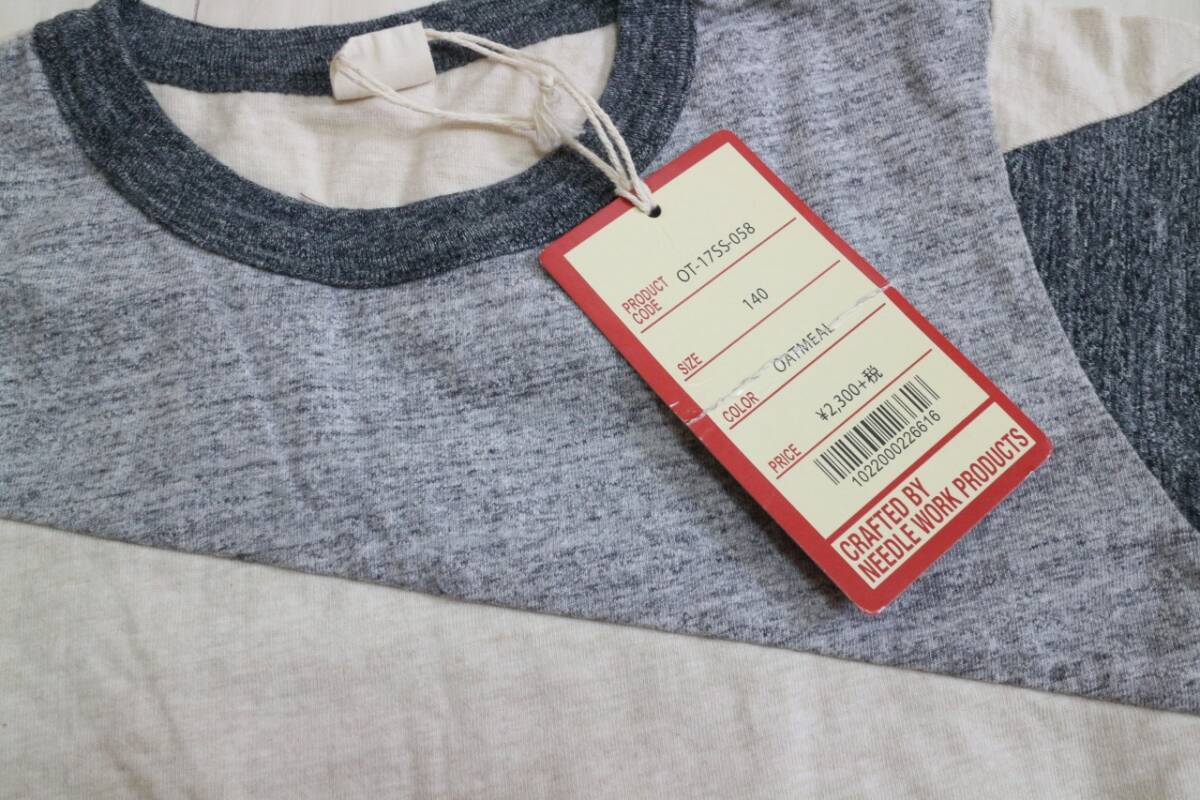 PRODUCT CODE OT-17SS-058
SIZE 140
COLOR OATMEAL
PRICE ¥2,300+税
1022000226616
CRAFTED BY
NEEDLE WORK PRODUCTS